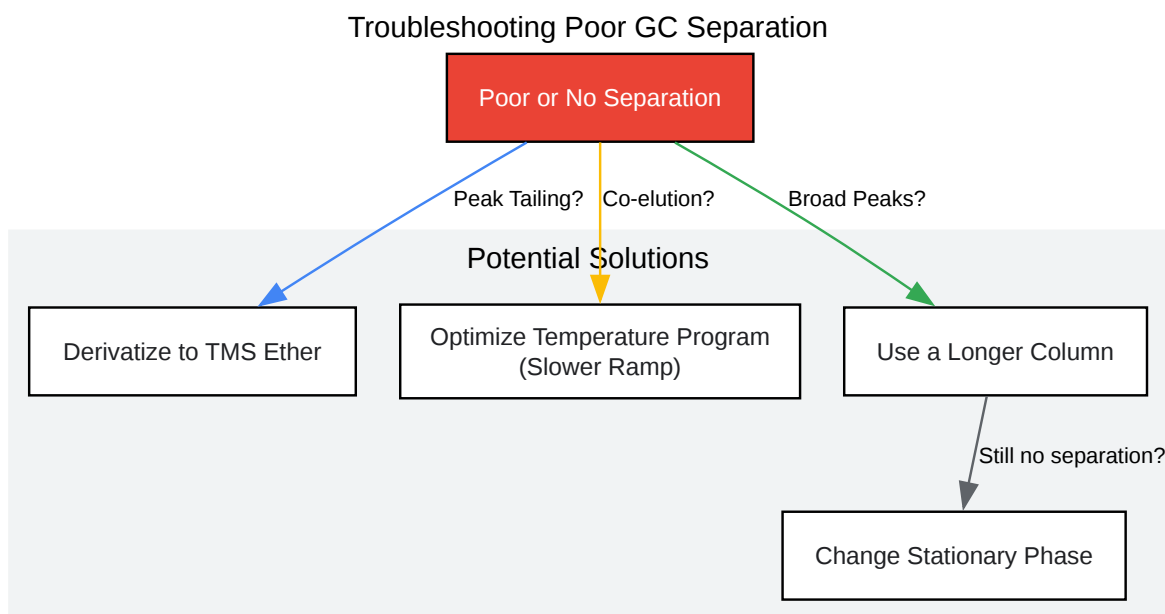 Troubleshooting Poor GC Separation
Poor or No Separation
Peak Tailing?
Co-elution?
Broad Peaks?
Potential Solutions
Derivatize to TMS Ether
Optimize Temperature Program
(Slower Ramp)
Use a Longer Column
Still no separation?
Change Stationary Phase